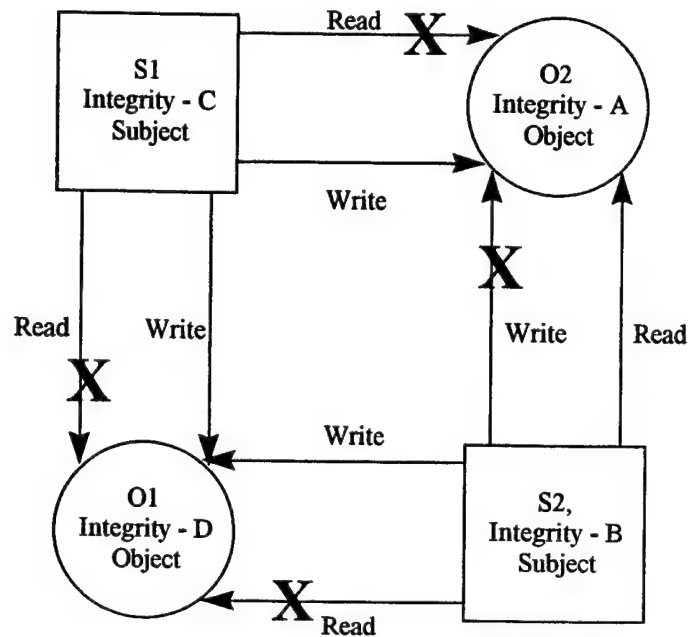 Read
X
S1
Integrity - C
Subject
O2
Integrity - A
Object
Write
X
Read
Write
Write
Read
X
Write
O1
Integrity - D
Object
S2,
Integrity - B
Subject
X
Read